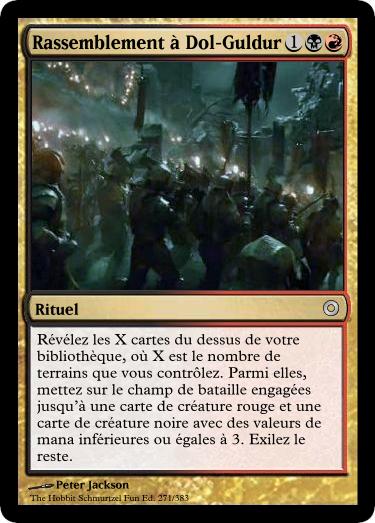 Rassemblement à Dol-Guldur 1
Rituel
Révélez les X cartes du dessus de votre
bibliothèque, où X est le nombre de
terrains que vous contrôlez. Parmi elles,
mettez sur le champ de bataille engagées
jusqu'à une carte de créature rouge et une
carte de créature noire avec des valeurs de
mana inférieures ou égales à 3. Exilez le
reste.
Peter Jackson
The Hobbit Schmurtzel Fun Ed. 271/383